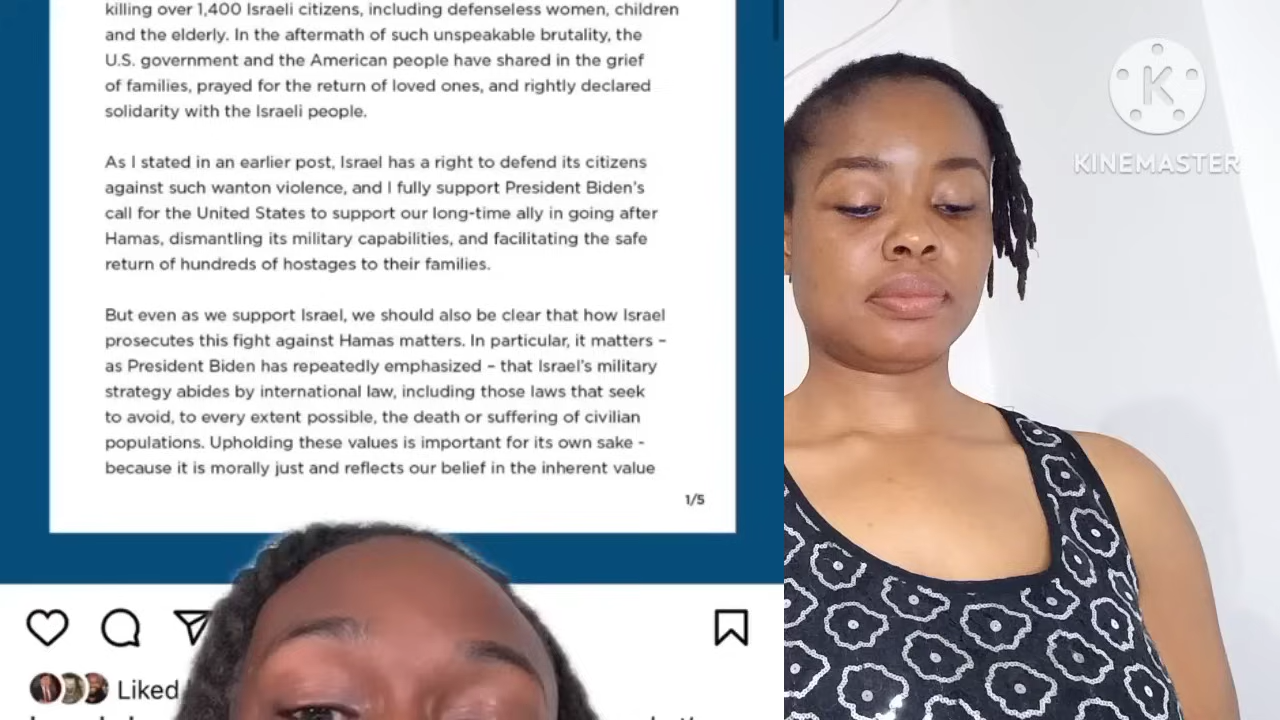 killing over 1,400 Israeli citizens, including defenseless women, children
and the elderly. In the aftermath of such unspeakable brutality, the
U.S. government and the American people have shared in the grief
of families, prayed for the return of loved ones, and rightly declared
solidarity with the Israeli people.
As I stated in an earlier post, Israel has a right to defend its citizens
against such wanton violence, and I fully support President Biden's
call for the United States to support our long-time ally in going after
Hamas, dismantling its military capabilities, and facilitating the safe
return of hundreds of hostages to their families.
But even as we support Israel, we should also be clear that how Israel
prosecutes this fight against Hamas matters. In particular, it matters –
as President Biden has repeatedly emphasized – that Israel's military
strategy abides by international law, including those laws that seek
to avoid, to every extent possible, the death or suffering of civilian
populations. Upholding these values is important for its own sake -
because it is morally just and reflects our belief in the inherent value
1/5
Liked
K
KINEMASTER